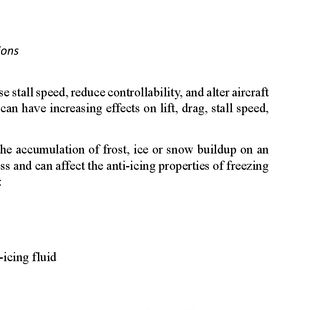 ons
se stall speed, reduce controllability, and alter aircraft
can have increasing effects on lift, drag, stall speed,
he accumulation of frost, ice or snow buildup on an
ss and can affect the anti-icing properties of freezing
:
-icing fluid